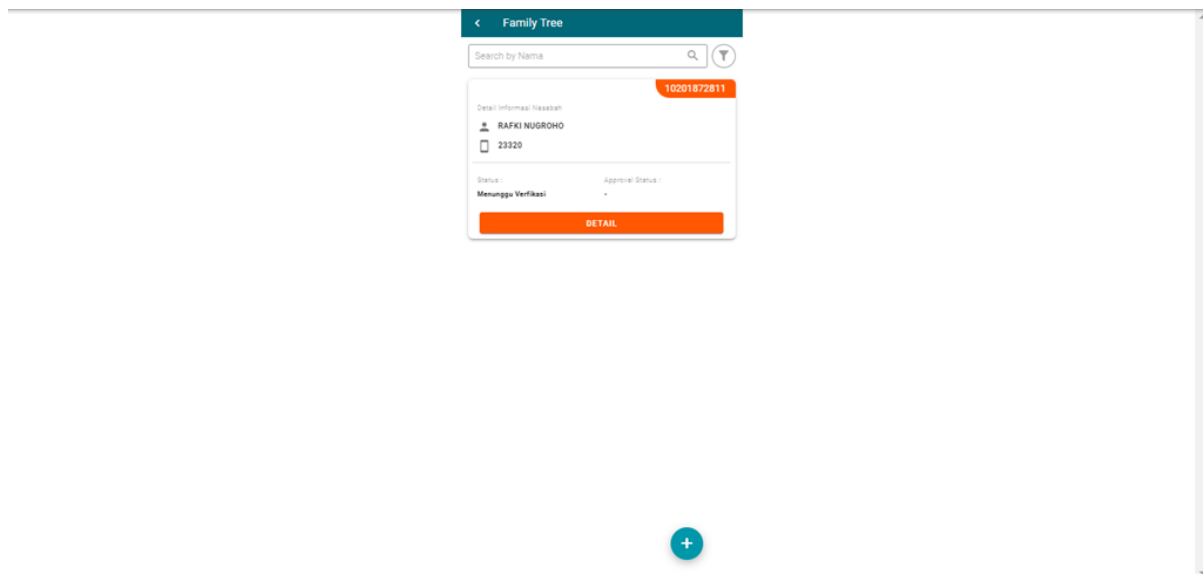 Family Tree
Search by Nama
10201872811
Detail Informasi Nasabah
RAFKI NUGROHO
23320
Status :
Approval Status :
Menunggu Verfikasi
-
DETAIL
+